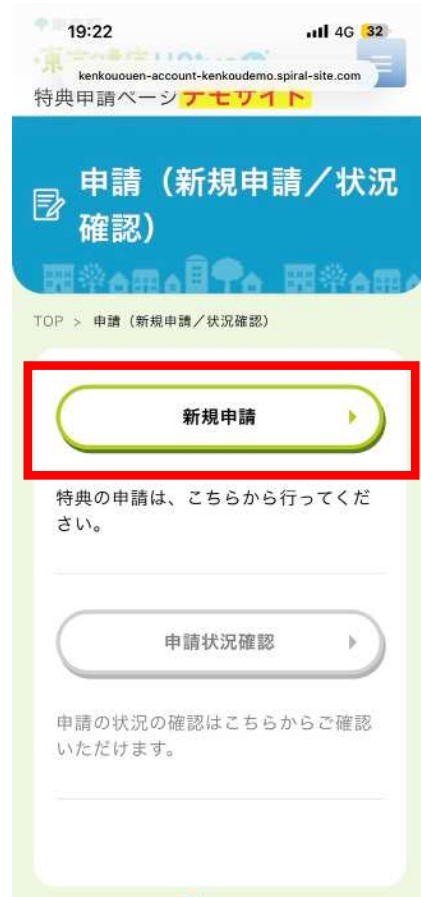 19:22
4G 32
kenkououen-account-kenkoudemo.spiral-site.com
特典申請ページ デモサイト
申請（新規申請／状況
確認）
TOP > 申請（新規申請／状況確認）
新規申請
特典の申請は、こちらから行ってくだ
さい。
申請状況確認
申請の状況の確認はこちらからご確認
いただけます。